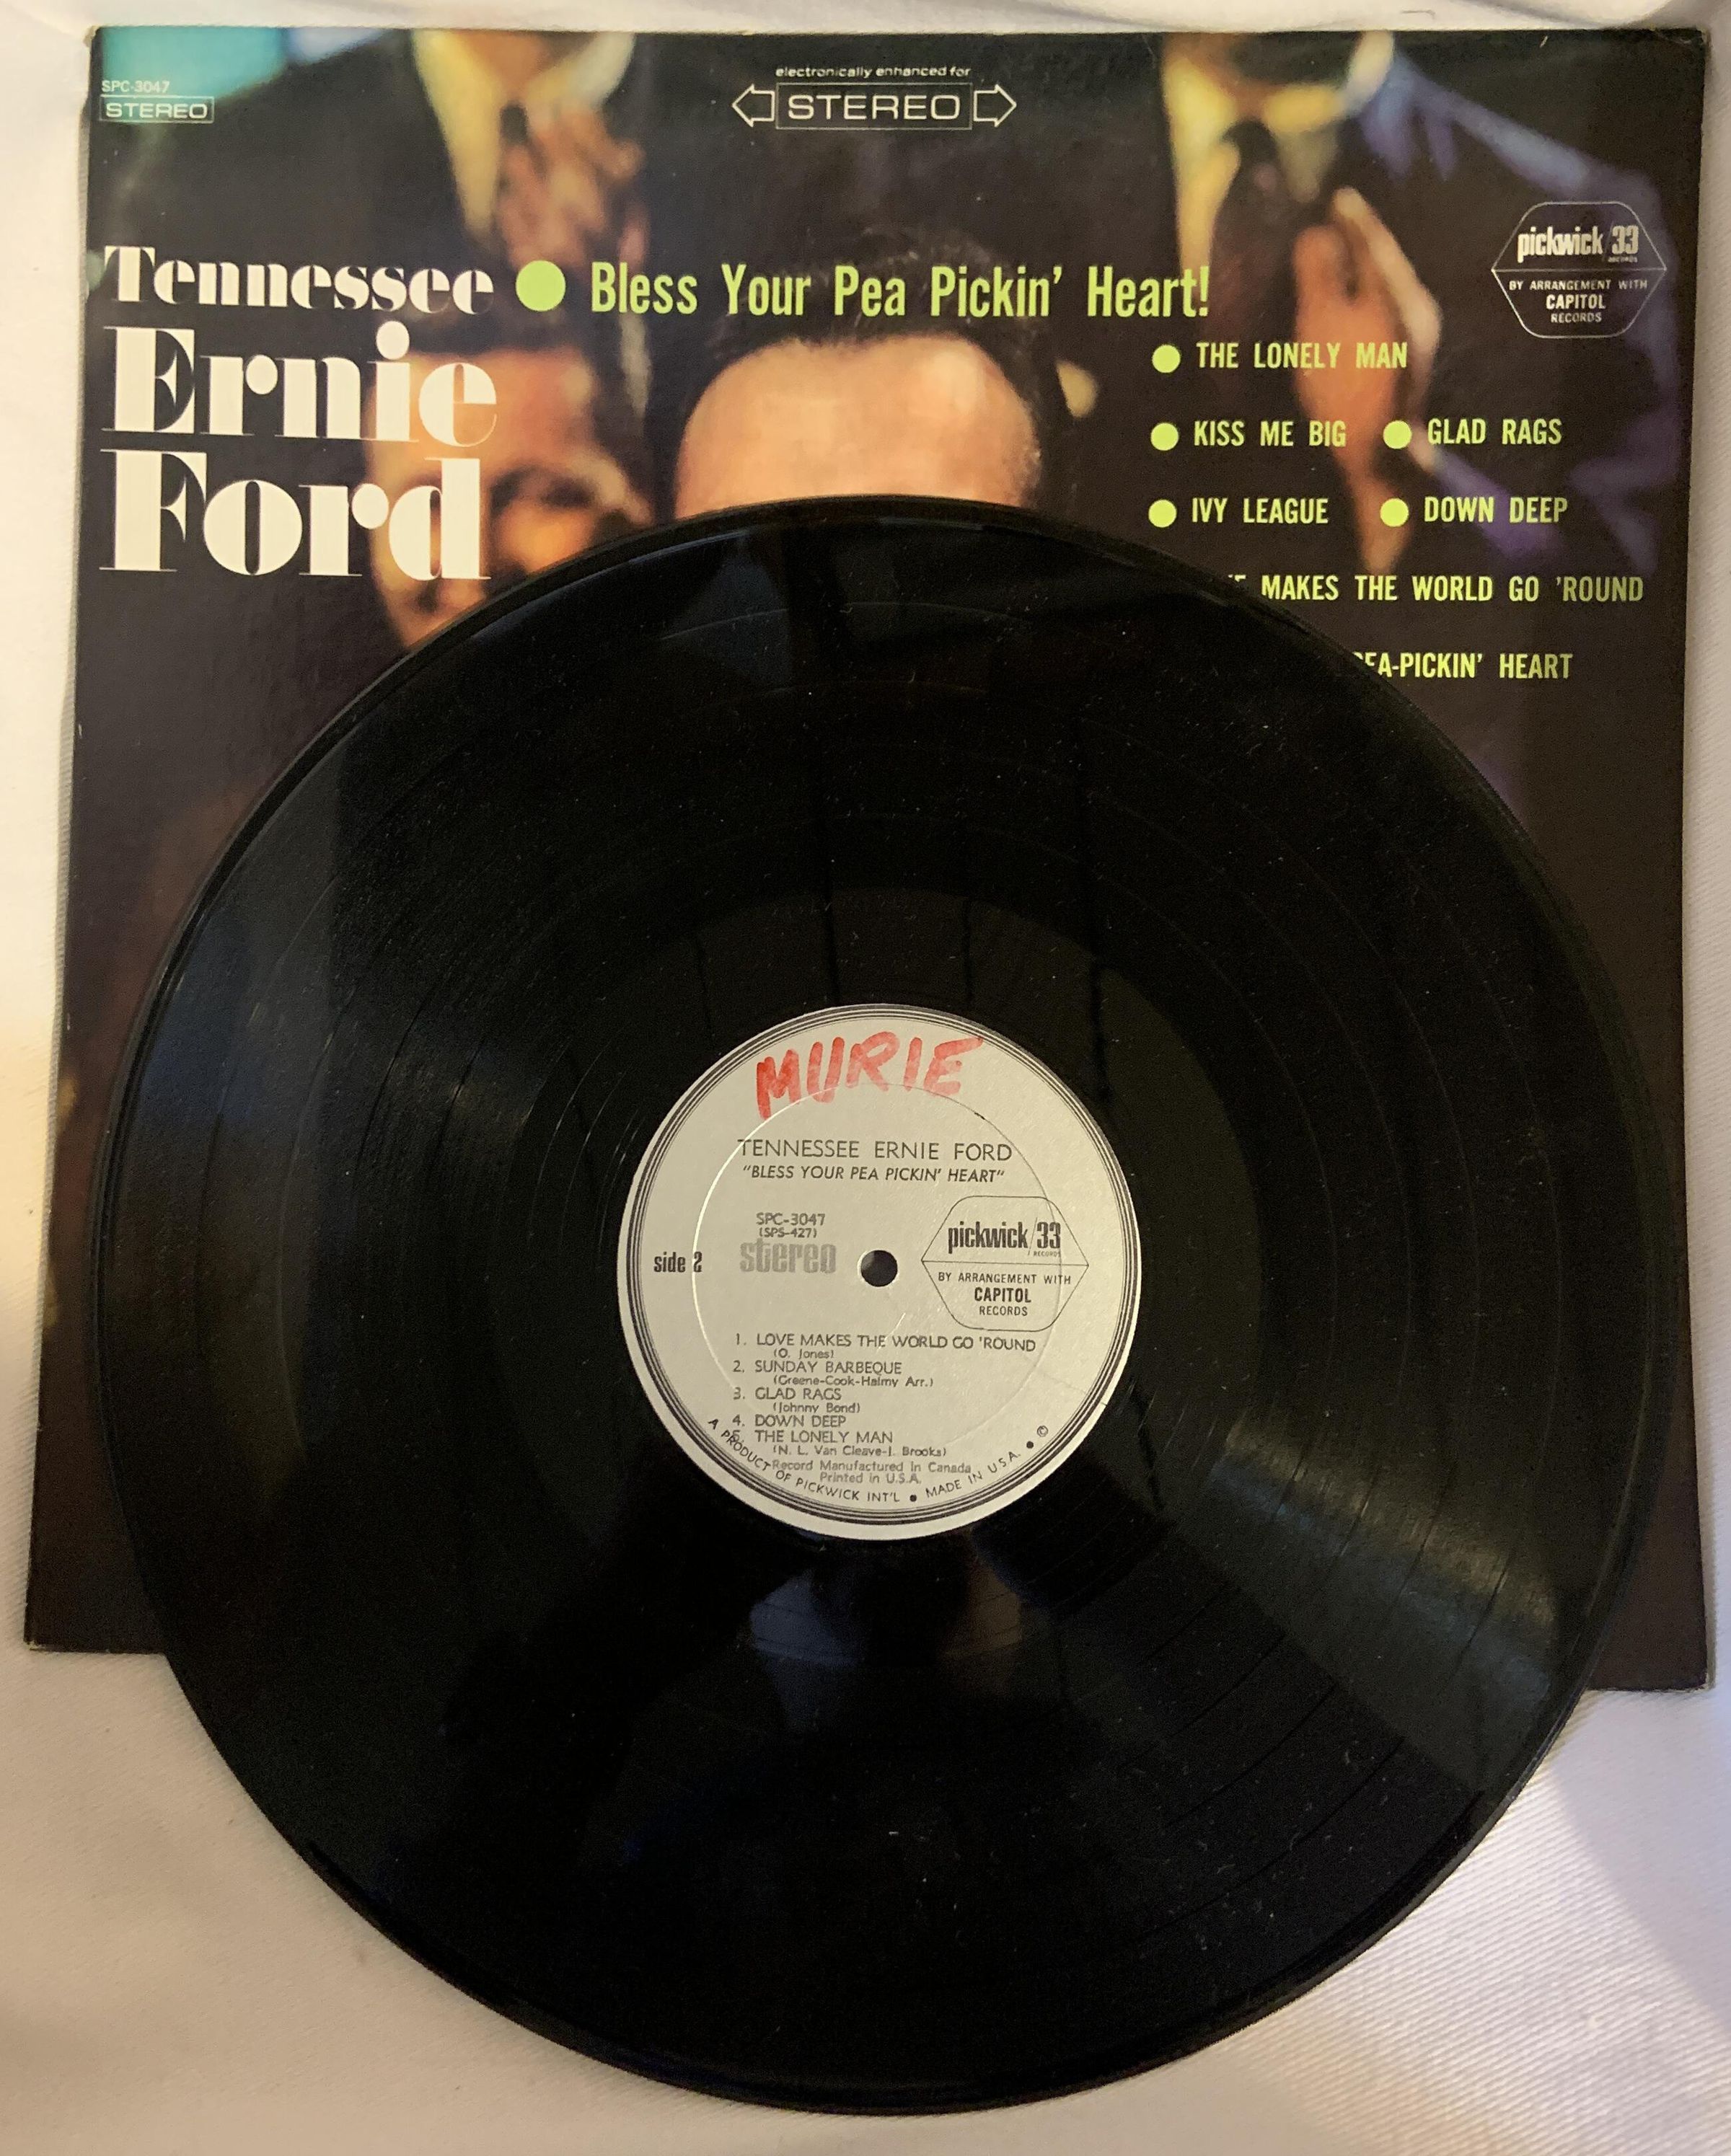 SPC-3047
STEREO
electronically enhanced for
STEREO
Tennessee
Ernie
Ford
Bless Your Pea Pickin' Heart!
pickwick/33
RECORDS
BY ARRANGEMENT WITH
CAPITOL
RECORDS
THE LONELY MAN
KISS ME BIG GLAD RAGS
IVY LEAGUE DOWN DEEP
MAKES THE WORLD GO 'ROUND
HEART
MURIE
TENNESSEE ERNIE FORD
"BLESS YOUR PEA PICKIN' HEART"
SPC-3047
(SPS-427)
stereo
side 2
pickwick/33
RECORDS
BY ARRANGEMENT WITH
CAPITOL
RECORDS
1. LOVE MAKES THE WORLD GO 'ROUND
(O. Jones)
2. SUNDAY BARBEQUE
(Greene-Cook-Halmy Arr.)
3. GLAD RAGS
(Johnny Bond)
4. DOWN DEEP
5. THE LONELY MAN
(N. L. Van Cleave-I. Brooks)
Record Manufactured In Canada
Printed in U.S.A.
A PRODUCT OF PICKWICK INT'L • MADE IN U.S.A. • ©